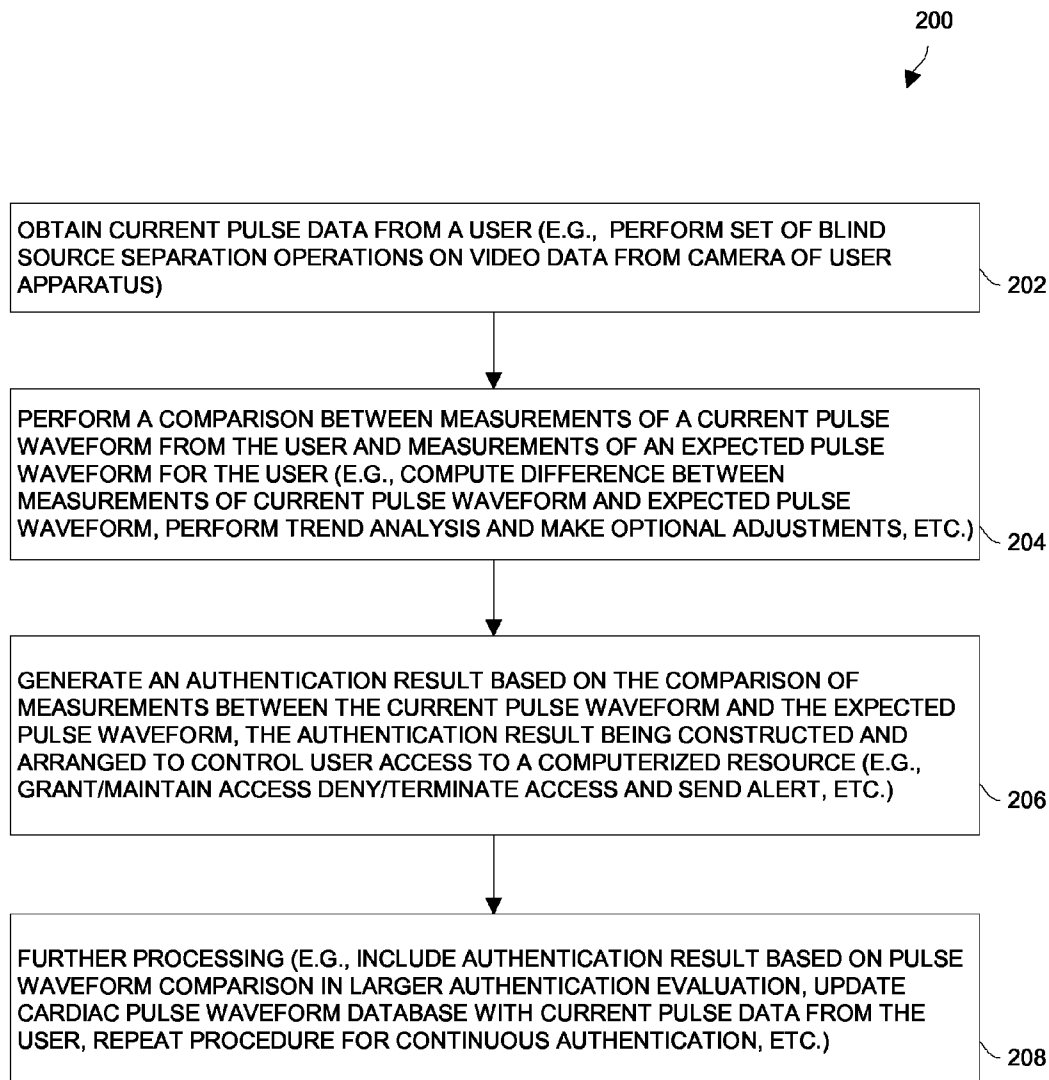 200
OBTAIN CURRENT PULSE DATA FROM A USER (E.G., PERFORM SET OF BLIND
SOURCE SEPARATION OPERATIONS ON VIDEO DATA FROM CAMERA OF USER
APPARATUS)
202
PERFORM A COMPARISON BETWEEN MEASUREMENTS OF A CURRENT PULSE
WAVEFORM FROM THE USER AND MEASUREMENTS OF AN EXPECTED PULSE
WAVEFORM FOR THE USER (E.G., COMPUTE DIFFERENCE BETWEEN
MEASUREMENTS OF CURRENT PULSE WAVEFORM AND EXPECTED PULSE
WAVEFORM, PERFORM TREND ANALYSIS AND MAKE OPTIONAL ADJUSTMENTS, ETC.)
204
GENERATE AN AUTHENTICATION RESULT BASED ON THE COMPARISON OF
MEASUREMENTS BETWEEN THE CURRENT PULSE WAVEFORM AND THE EXPECTED
PULSE WAVEFORM, THE AUTHENTICATION RESULT BEING CONSTRUCTED AND
ARRANGED TO CONTROL USER ACCESS TO A COMPUTERIZED RESOURCE (E.G.,
GRANT/MAINTAIN ACCESS DENY/TERMINATE ACCESS AND SEND ALERT, ETC.)
206
FURTHER PROCESSING (E.G., INCLUDE AUTHENTICATION RESULT BASED ON PULSE
WAVEFORM COMPARISON IN LARGER AUTHENTICATION EVALUATION, UPDATE
CARDIAC PULSE WAVEFORM DATABASE WITH CURRENT PULSE DATA FROM THE
USER, REPEAT PROCEDURE FOR CONTINUOUS AUTHENTICATION, ETC.)
208